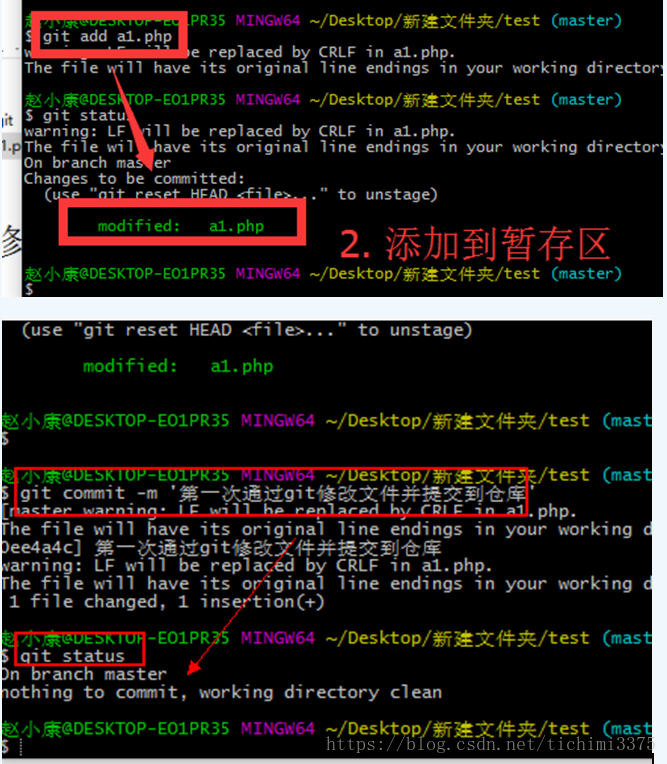 赵小康@DESKTOP-EO1PR35 MINGW64 ~/Desktop/新建文件夹/test (master)
$ git add a1.php
warning: LF will be replaced by CRLF in a1.php.
The file will have its original line endings in your working directory
赵小康@DESKTOP-EO1PR35 MINGW64 ~/Desktop/新建文件夹/test (master)
$ git status
warning: LF will be replaced by CRLF in a1.php.
The file will have its original line endings in your working directory
On branch master
Changes to be committed:
(use "git reset HEAD <file>..." to unstage)
modified: a1.php
2. 添加到暂存区
赵小康@DESKTOP-EO1PR35 MINGW64 ~/Desktop/新建文件夹/test (master)
$
(use "git reset HEAD <file>..." to unstage)
modified: a1.php
赵小康@DESKTOP-EO1PR35 MINGW64 ~/Desktop/新建文件夹/test (mast
$
赵小康@DESKTOP-EO1PR35 MINGW64 ~/Desktop/新建文件夹/test (mast
$ git commit -m '第一次通过git修改文件并提交到仓库'
[master warning: LF will be replaced by CRLF in a1.php.
The file will have its original line endings in your working d
0ee4a4c] 第一次通过git修改文件并提交到仓库
warning: LF will be replaced by CRLF in a1.php.
The file will have its original line endings in your working d
1 file changed, 1 insertion(+)
赵小康@DESKTOP-EO1PR35 MINGW64 ~/Desktop/新建文件夹/test (mast
$ git status
On branch master
nothing to commit, working directory clean
赵小康@DESKTOP-EO1PR35 MINGW64 ~/Desktop/新建文件夹/test (mast
$
https://blog.csdn.net/tichimi3375